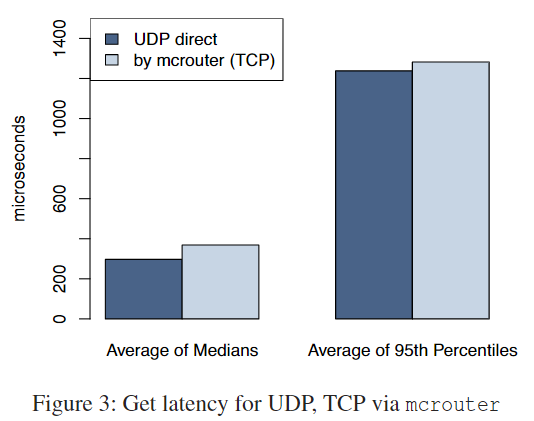 UDP direct
by mcrouter (TCP)
microseconds
1400
1000
600
200
0
Average of Medians
Average of 95th Percentiles
Figure 3: Get latency for UDP, TCP via mcrouter